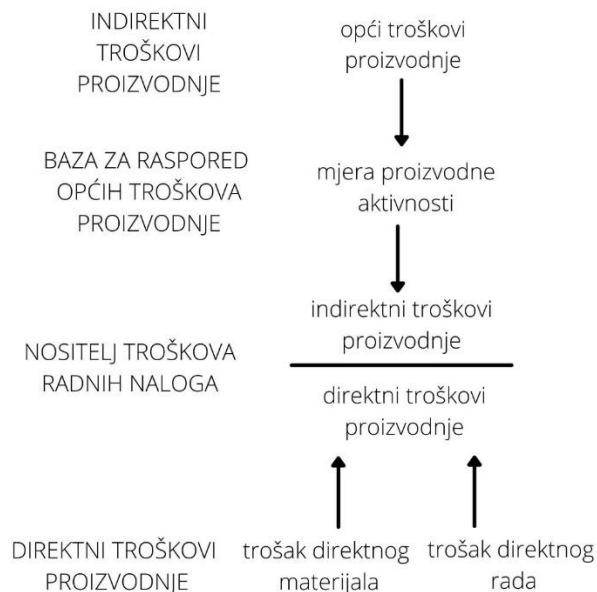 INDIREKTNI
TROŠKOVI
PROIZVODNJE
opći troškovi
proizvodnje
BAZA ZA RASPORED
OPĆIH TROŠKOVA
PROIZVODNJE
mjera proizvodne
aktivnosti
NOSITELJ TROŠKOVA
RADNIH NALOGA
indirektni troškovi
proizvodnje
direktni troškovi
proizvodnje
DIREKTNI TROŠKOVI
PROIZVODNJE
trošak direktnog
materijala
trošak direktnog
rada